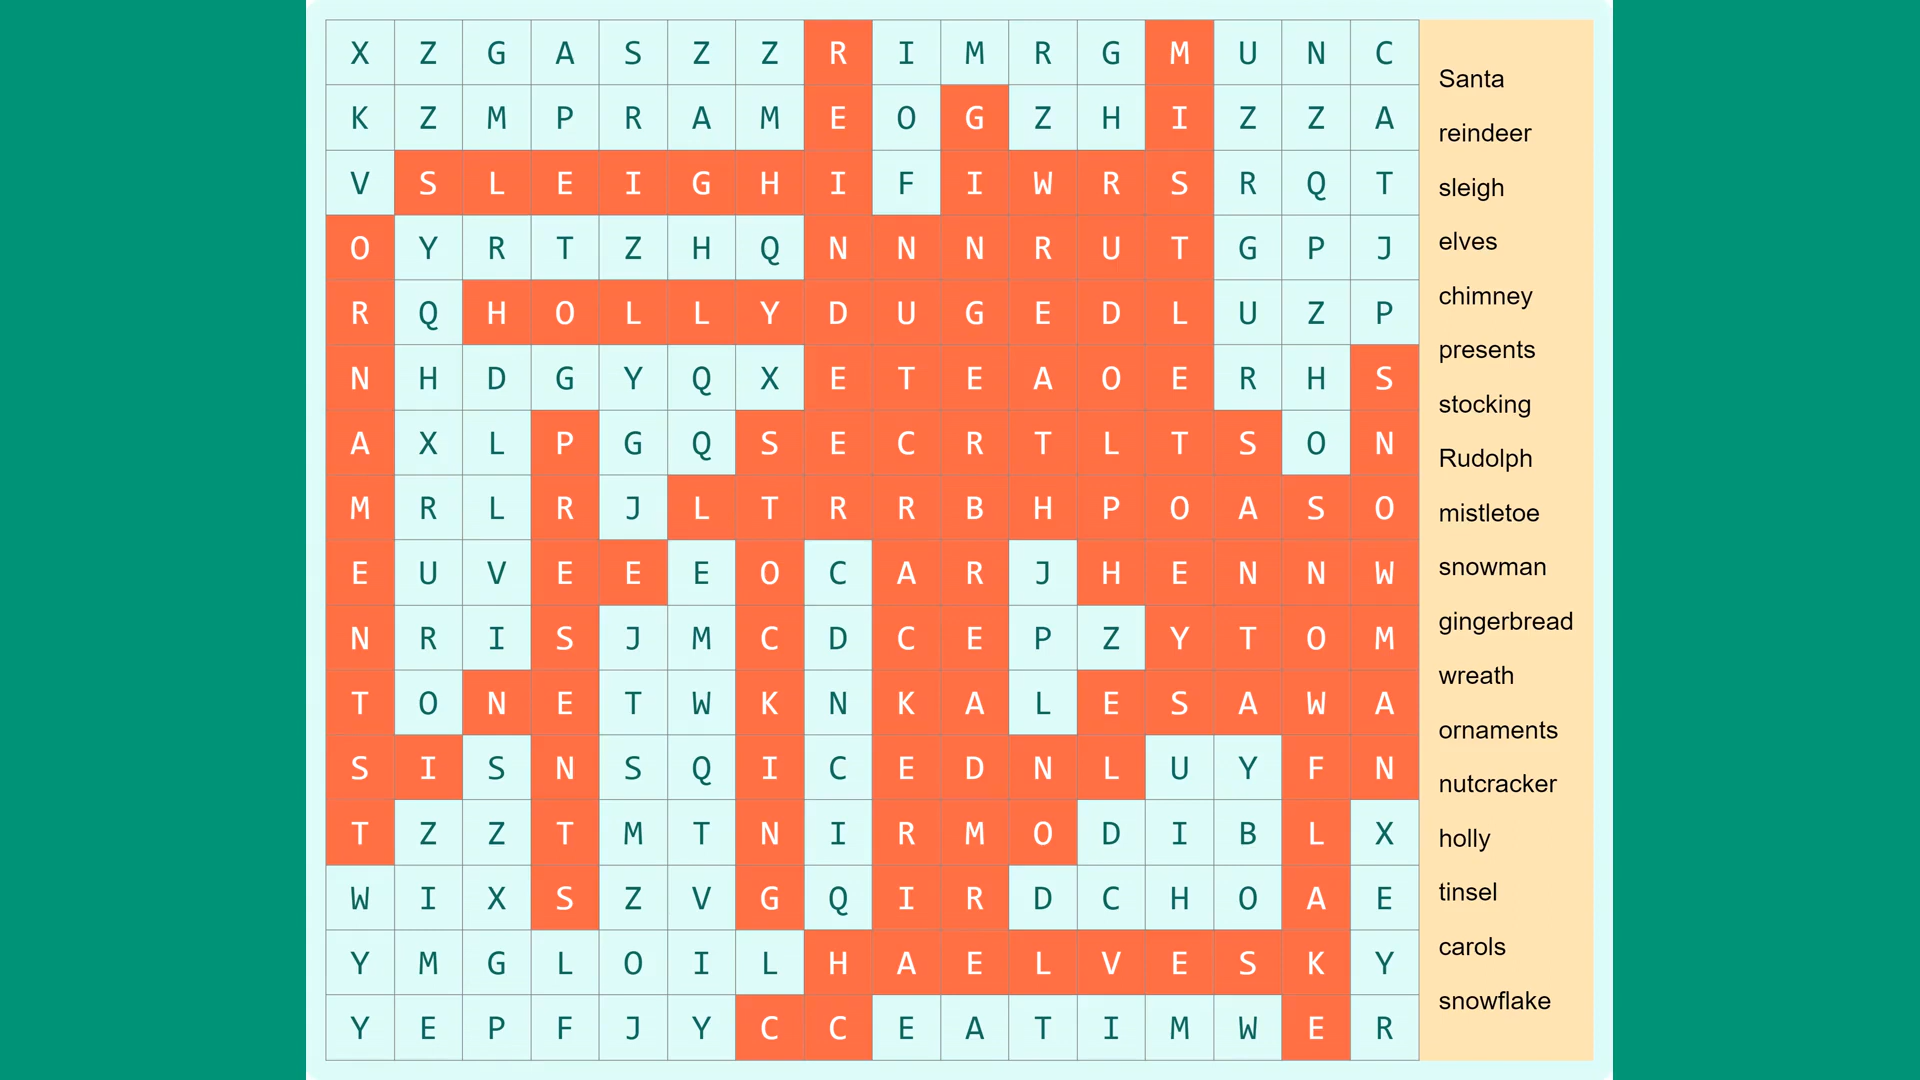 X Z G A S Z Z R I M R G M U N C
K Z M P R A M E O G Z H I Z Z A
V S L E I G H I F I W R S R Q T
O Y R T Z H Q N N N R U T G P J
R Q H O L L Y D U G E D L U Z P
N H D G Y Q X E T E A O E R H S
A X L P G Q S E C R T L T S O N
M R L R J L T R R B H P O A S O
E U V E E E O C A R J H E N N W
N R I S J M C D C E P Z Y T O M
T O N E T W K N K A L E S A W A
S I S N S Q I C E D N L U Y F N
T Z Z T M T N I R M O D I B L X
W I X S Z V G Q I R D C H O A E
Y M G L O I L H A E L V E S K Y
Y E P F J Y C C E A T I M W E R
Santa
reindeer
sleigh
elves
chimney
presents
stocking
Rudolph
mistletoe
snowman
gingerbread
wreath
ornaments
nutcracker
holly
tinsel
carols
snowflake